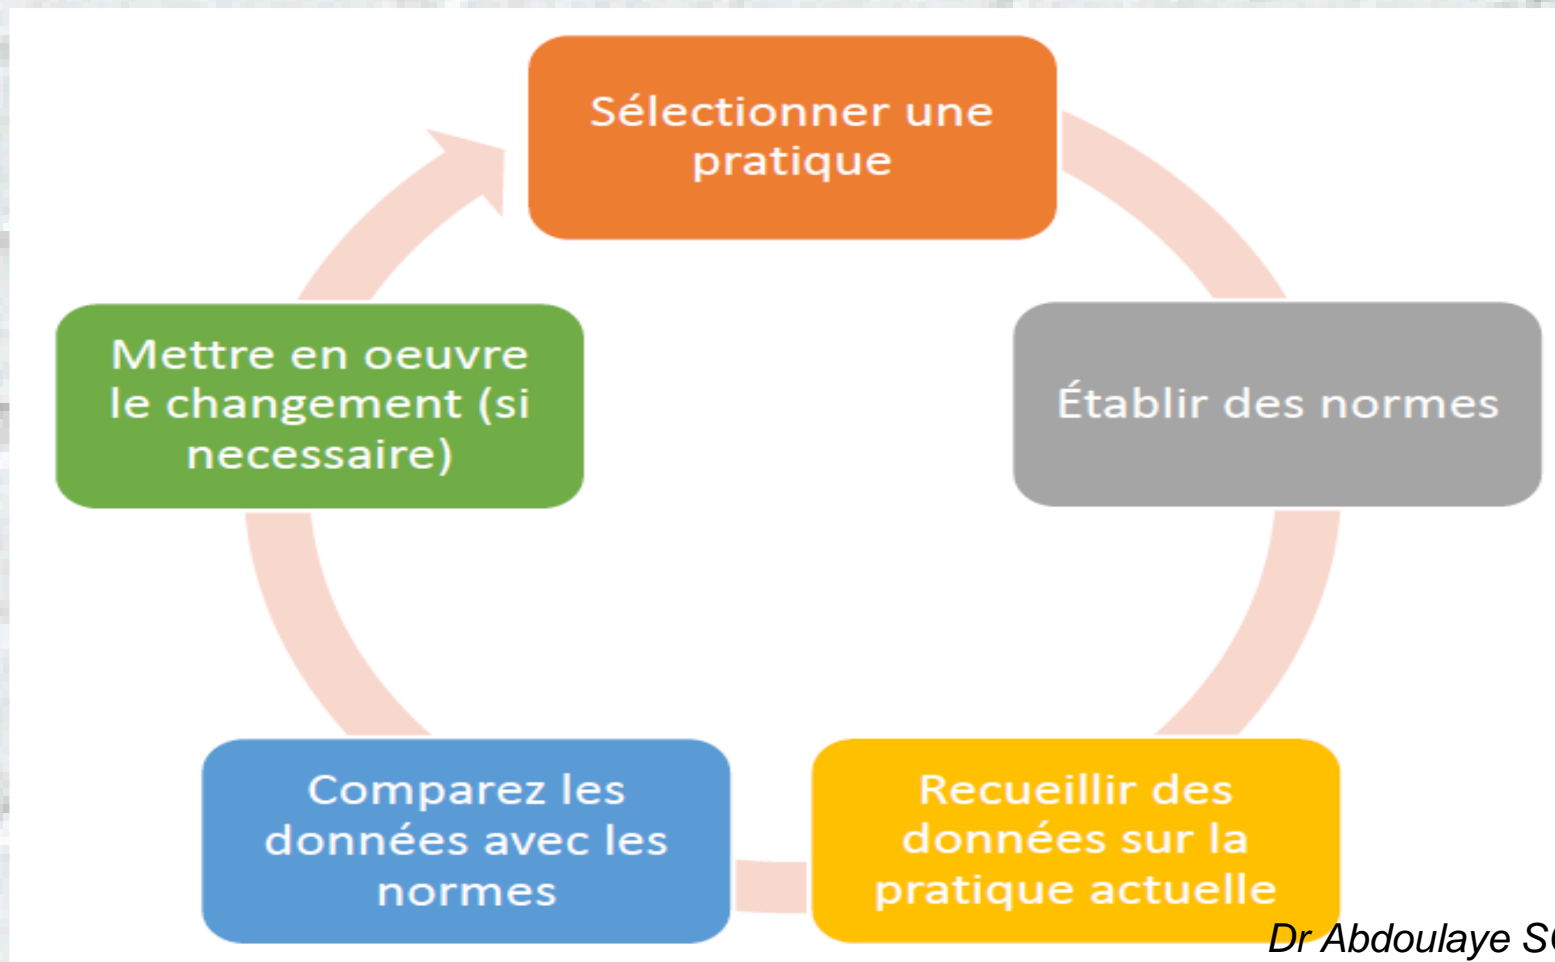 Sélectionner une
pratique
Établir des normes
Recueillir des
données sur la
pratique actuelle
Comparez les
données avec les
normes
Mettre en oeuvre
le changement (si
necessaire)
Dr Abdoulaye